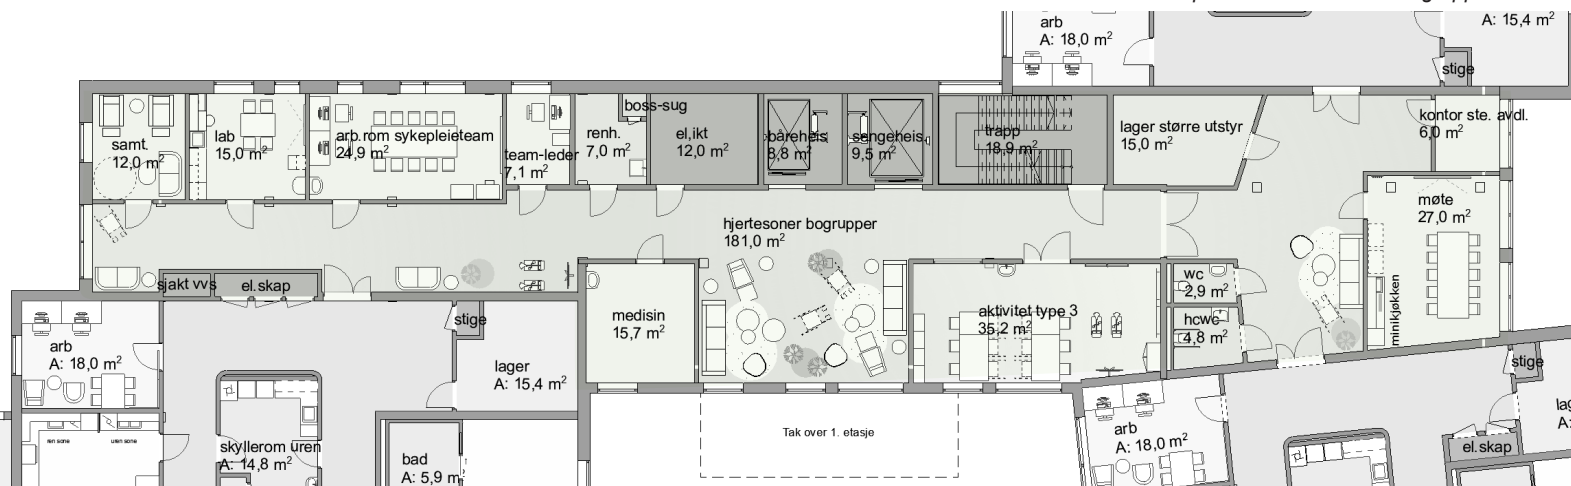 arb
A: 18,0 m²
A: 15,4 m²
stige
samt.
12,0 m²
lab
15,0 m²
arb.rom sykepleieteam
24,9 m²
team-leder
7,1 m²
renh.
7,0 m²
boss-sug
el,ikt
12,0 m²
båreheis
8,8 m²
sengeheis
9,5 m²
trapp
18,9 m²
lager større utstyr
15,0 m²
kontor ste. avdl.
6,0 m²
møte
27,0 m²
minikjøkken
hjertesoner bogrupper
181,0 m²
sjakt vvs
el.skap
medisin
15,7 m²
aktivitet type 3
35,2 m²
wc
2,9 m²
hcwc
4,8 m²
arb
A: 18,0 m²
stige
lager
A: 15,4 m²
ren sone
uren sone
skyllerom uren
A: 14,8 m²
bad
A: 5,9 m
Tak over 1. etasje
arb
A: 18,0 m²
stige
el.skap
A: